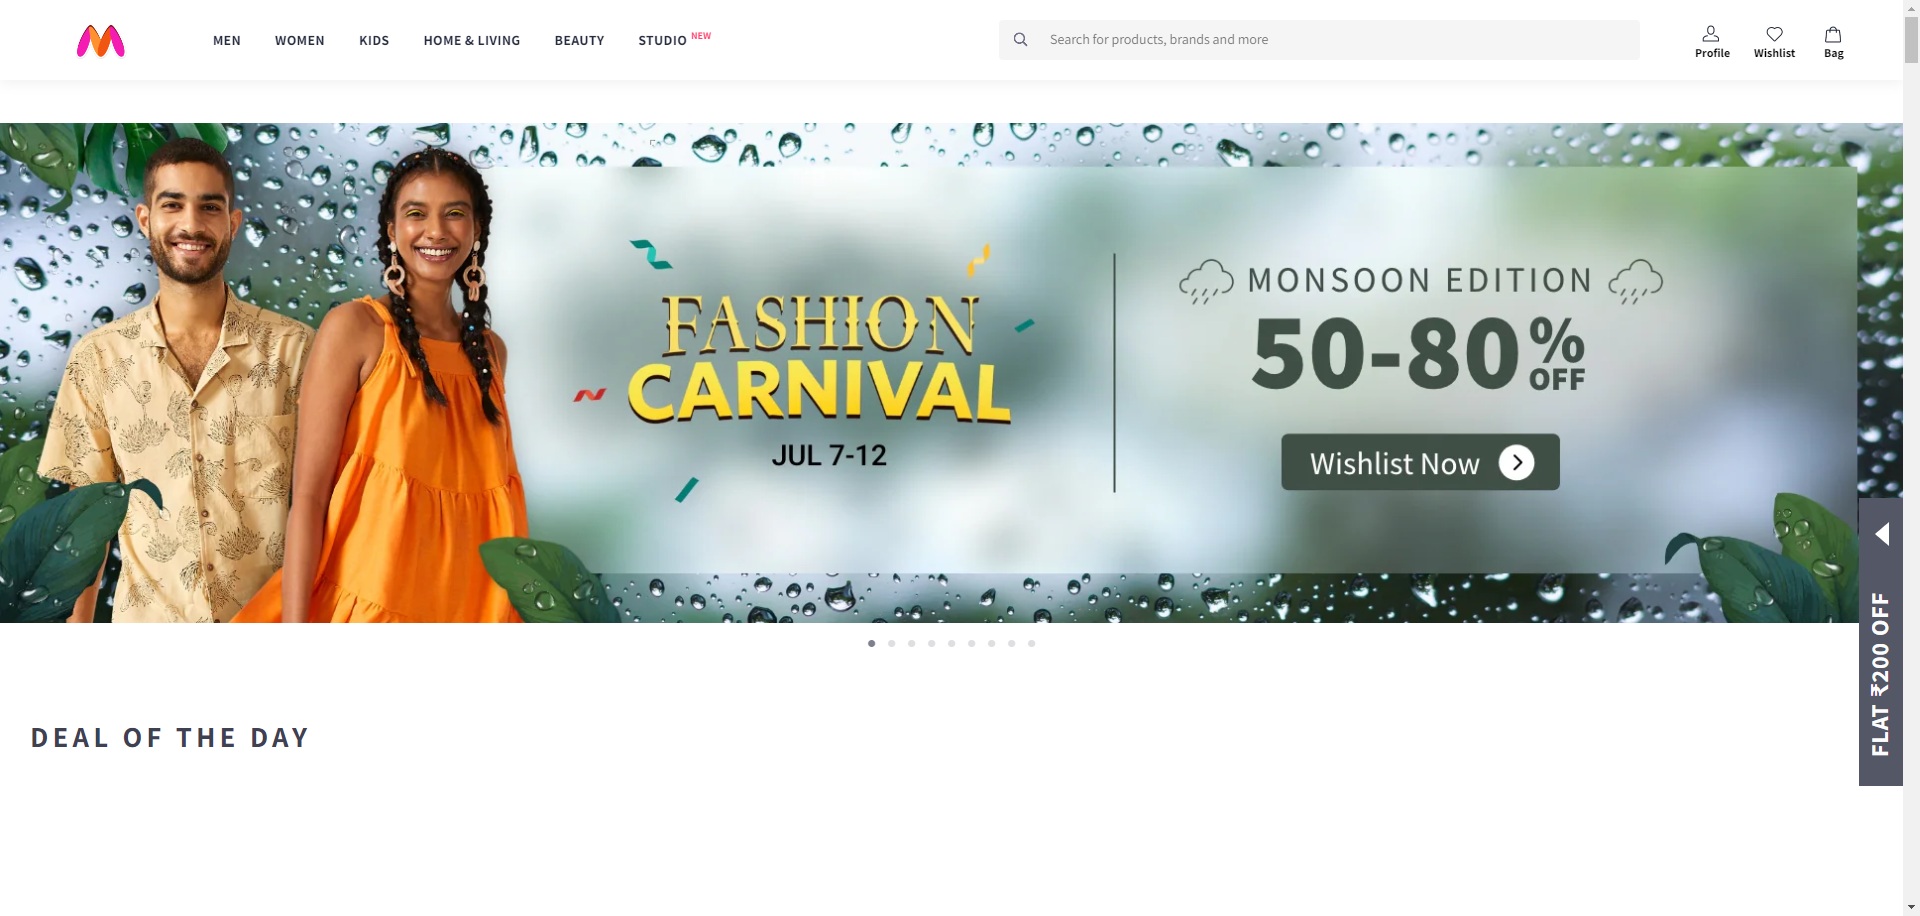 MEN
WOMEN
KIDS
HOME & LIVING
BEAUTY
STUDIO NEW
Search for products, brands and more
Profile
Wishlist
Bag
FASHION
CARNIVAL
JUL 7-12
MONSOON EDITION
50-80% OFF
Wishlist Now
FLAT ₹200 OFF
DEAL OF THE DAY